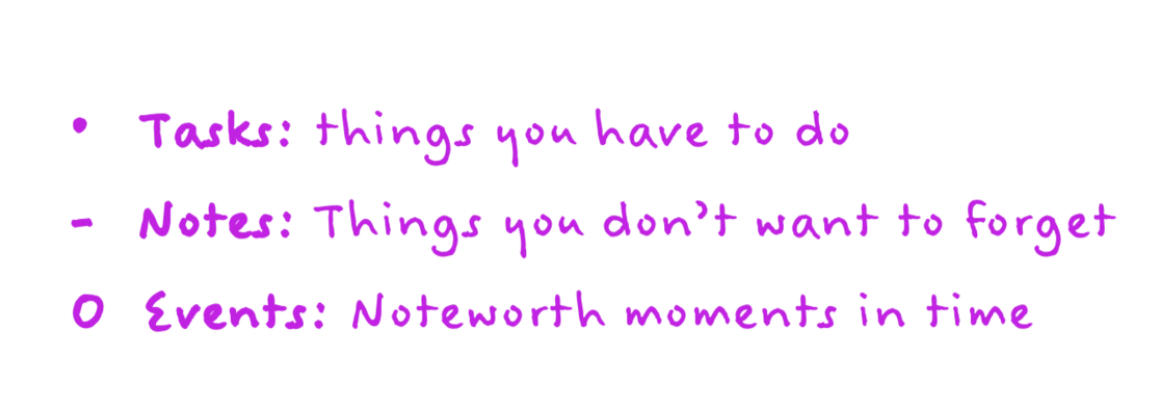 • Tasks: things you have to do
- Notes: Things you don't want to forget
O Events: Noteworth moments in time